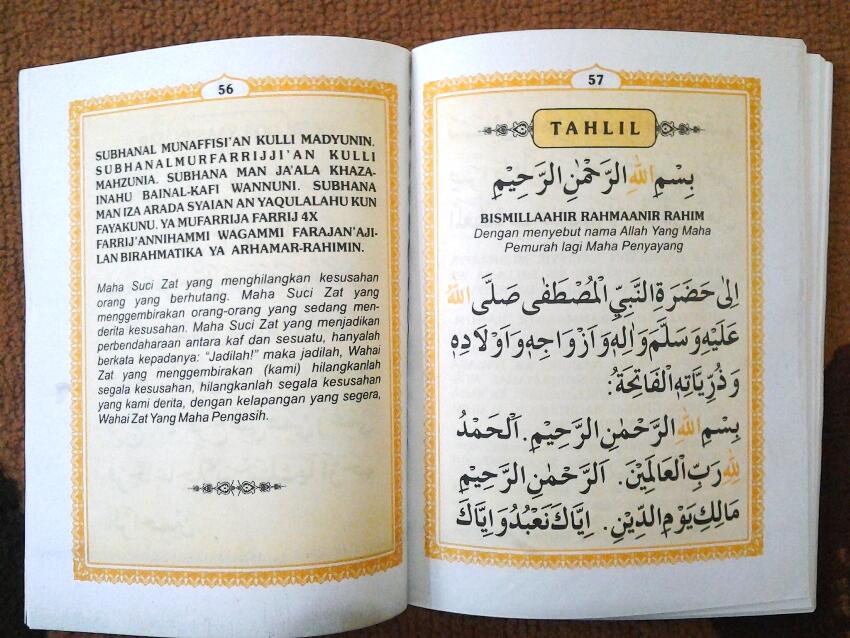 56
SUBHANAL MUNAFFISI'AN KULLI MADYUNIN.
SUBHANALMURFARRIJJI'AN KULLI
MAHZUNIA. SUBHANA MAN JA'ALA KHAZA-
INAHU BAINAL-KAFI WANNUNI. SUBHANA
MAN IZA ARADA SYAIAN AN YAQULALAHU KUN
FAYAKUNU. YA MUFARRIJA FARRIJ 4X
FARRIJ'ANNIHAMMI WAGAMMI FARAJAN'AJI-
LAN BIRAHMATIKA YA ARHAMAR-RAHIMIN.
Maha Suci Zat yang menghilangkan kesusahan
orang yang berhutang. Maha Suci Zat yang
menggembirakan orang-orang yang sedang men-
derita kesusahan. Maha Suci Zat yang menjadikan
perbendaharaan antara kaf dan sesuatu, hanyalah
berkata kepadanya: "Jadilah!" maka jadilah, Wahai
Zat yang menggembirakan (kami) hilangkanlah
segala kesusahan, hilangkanlah segala kesusahan
yang kami derita, dengan kelapangan yang segera,
Wahai Zat Yang Maha Pengasih.
57
TAHLIL
بِسْمِ اللهِ الرَّحْمٰنِ الرَّحِيْمِ
BISMILLAAHIR RAHMAANIR RAHIM
Dengan menyebut nama Allah Yang Maha
Pemurah lagi Maha Penyayang
اِلٰى حَضْرَةِ النَّبِيِّ الْمُصْطَفٰى صَلَّى اللهُ
عَلَيْهِ وَسَلَّمَ وَاٰلِهٖ وَاَزْوَاجِهٖ وَاَوْلَادِهٖ
وَذُرِّيَّاتِهِ الْفَاتِحَةُ:
بِسْمِ اللهِ الرَّحْمٰنِ الرَّحِيْمِ. اَلْحَمْدُ
لِلّٰهِ رَبِّ الْعَالَمِيْنَ. اَلرَّحْمٰنِ الرَّحِيْمِ
مَالِكِ يَوْمِ الدِّيْنِ. اِيَّاكَ نَعْبُدُ وَاِيَّاكَ